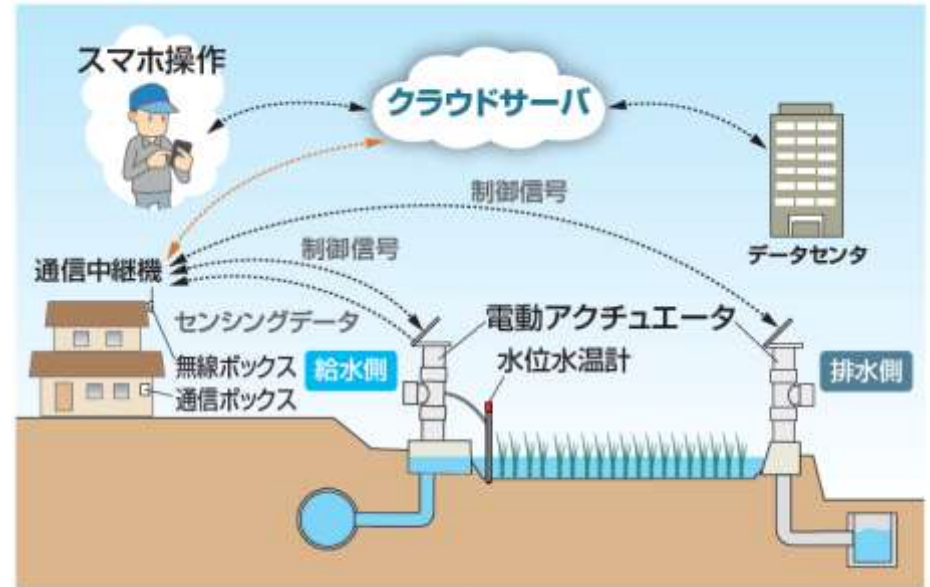 スマホ操作
クラウドサーバ
データセンタ
制御信号
制御信号
通信中継機
センシングデータ
無線ボックス
通信ボックス
給水側
電動アクチュエータ
水位水温計
排水側